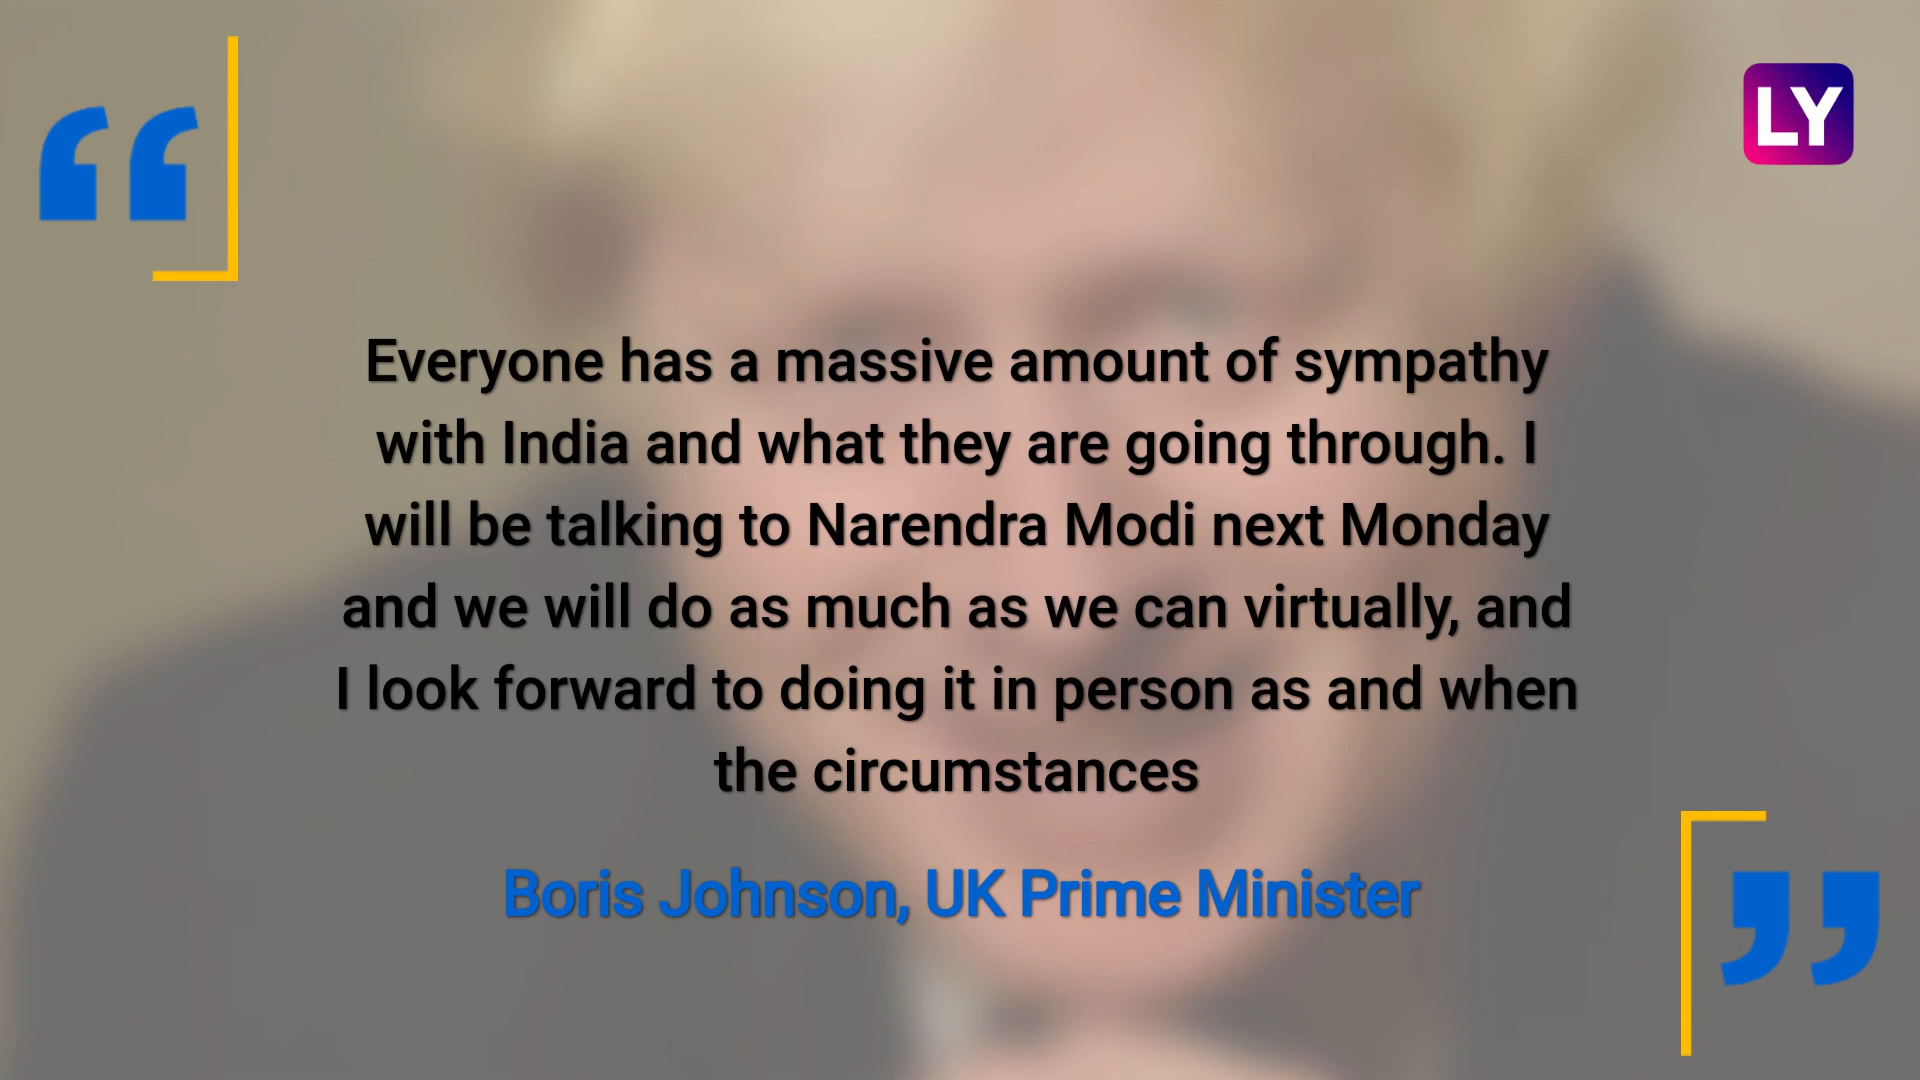 LY
Everyone has a massive amount of sympathy
with India and what they are going through. I
will be talking to Narendra Modi next Monday
and we will do as much as we can virtually, and
I look forward to doing it in person as and when
the circumstances
Boris Johnson, UK Prime Minister